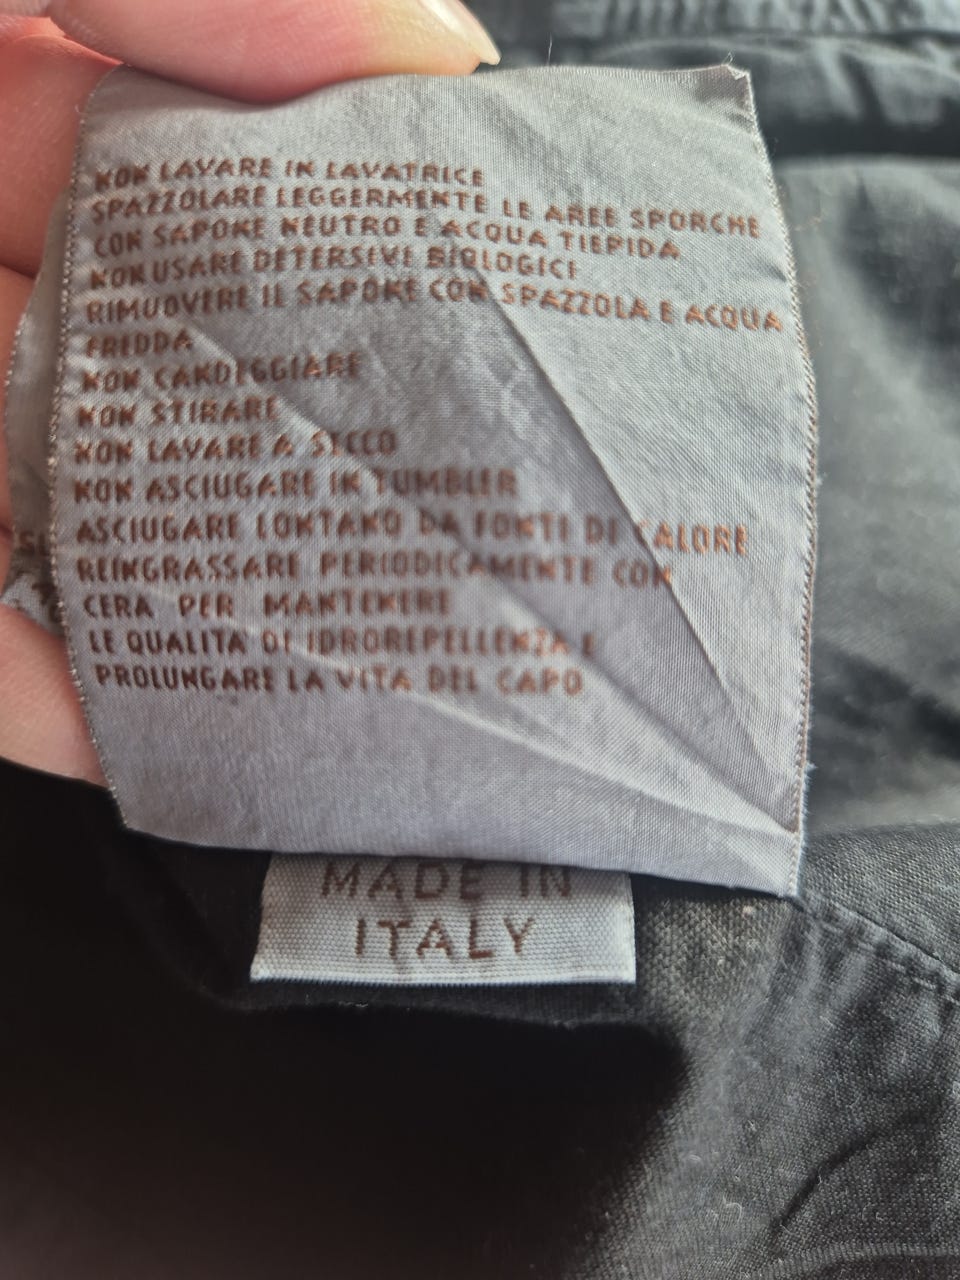 NON LAVARE IN LAVATRICE
SPAZZOLARE LEGGERMENTE LE AREE SPORCHE
CON SAPONE NEUTRO E ACQUA TIEPIDA
NON USARE DETERSIVI BIOLOGICI
RIMUOVERE IL SAPONE CON SPAZZOLA E ACQUA
FREDDA
NON CANDEGGIARE
NON STIRARE
NON LAVARE A SECCO
NON ASCIUGARE IN TUMBLER
ASCIUGARE LONTANO DA FONTI DI CALORE
REINGRASSARE PERIODICAMENTE CON
CERA PER MANTENERE
LE QUALITA' DI IDROREPELLENZA E
PROLUNGARE LA VITA DEL CAPO
MADE IN
ITALY